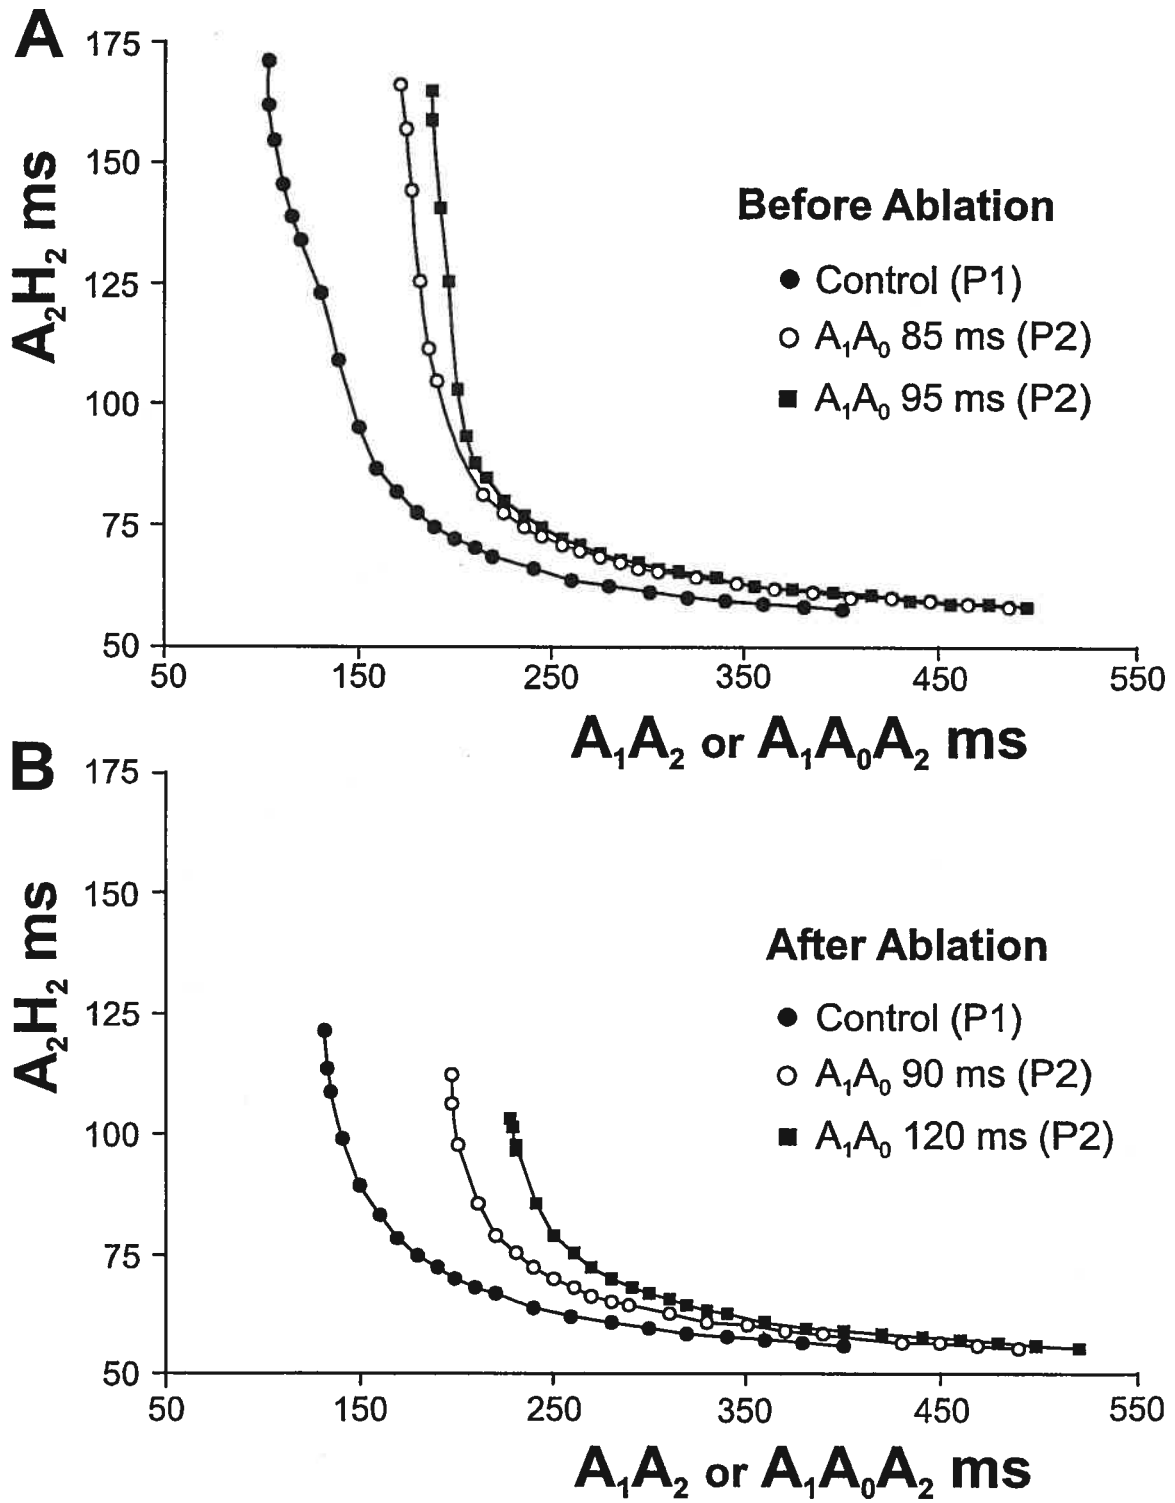 A
175
150
125
100
75
50
A₂H₂ ms
Before Ablation
Control (P1)
A₁A₀ 85 ms (P2)
A₁A₀ 95 ms (P2)
50 150 250 350 450 550
A₁A₂ or A₁A₀A₂ ms
B
175
150
125
100
75
50
A₂H₂ ms
After Ablation
Control (P1)
A₁A₀ 90 ms (P2)
A₁A₀ 120 ms (P2)
50 150 250 350 450 550
A₁A₂ or A₁A₀A₂ ms